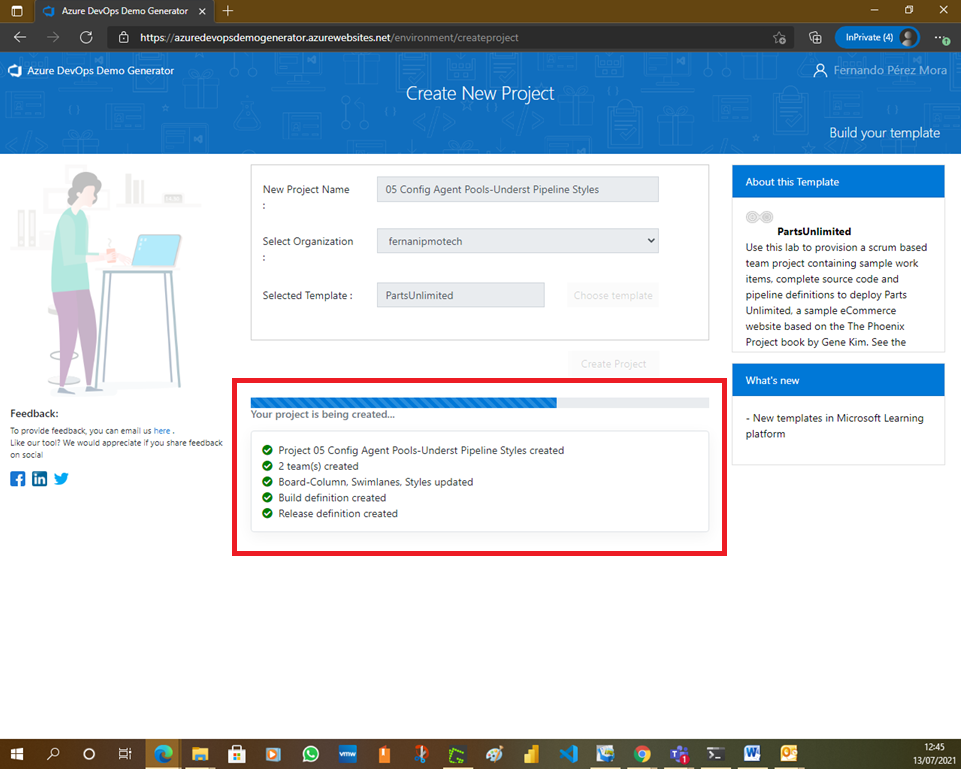 Azure DevOps Demo Generator
https://azuredevopsdemogenerator.azurewebsites.net/environment/createproject
InPrivate (4)
Azure DevOps Demo Generator
Fernando Pérez Mora
Create New Project
Build your template
New Project Name
:
05 Config Agent Pools-Underst Pipeline Styles
Select Organization
:
fernanipmotech
Selected Template :
PartsUnlimited
Choose template
Create Project
About this Template
PartsUnlimited
Use this lab to provision a scrum based
team project containing sample work
items, complete source code and
pipeline definitions to deploy Parts
Unlimited, a sample eCommerce
website based on the The Phoenix
Project book by Gene Kim. See the
What's new
- New templates in Microsoft Learning
platform
Feedback:
To provide feedback, you can email us here .
Like our tool? We would appreciate if you share feedback
on social
Your project is being created...
Project 05 Config Agent Pools-Underst Pipeline Styles created
2 team(s) created
Board-Column, Swimlanes, Styles updated
Build definition created
Release definition created
vmw
1
12:45
13/07/2021